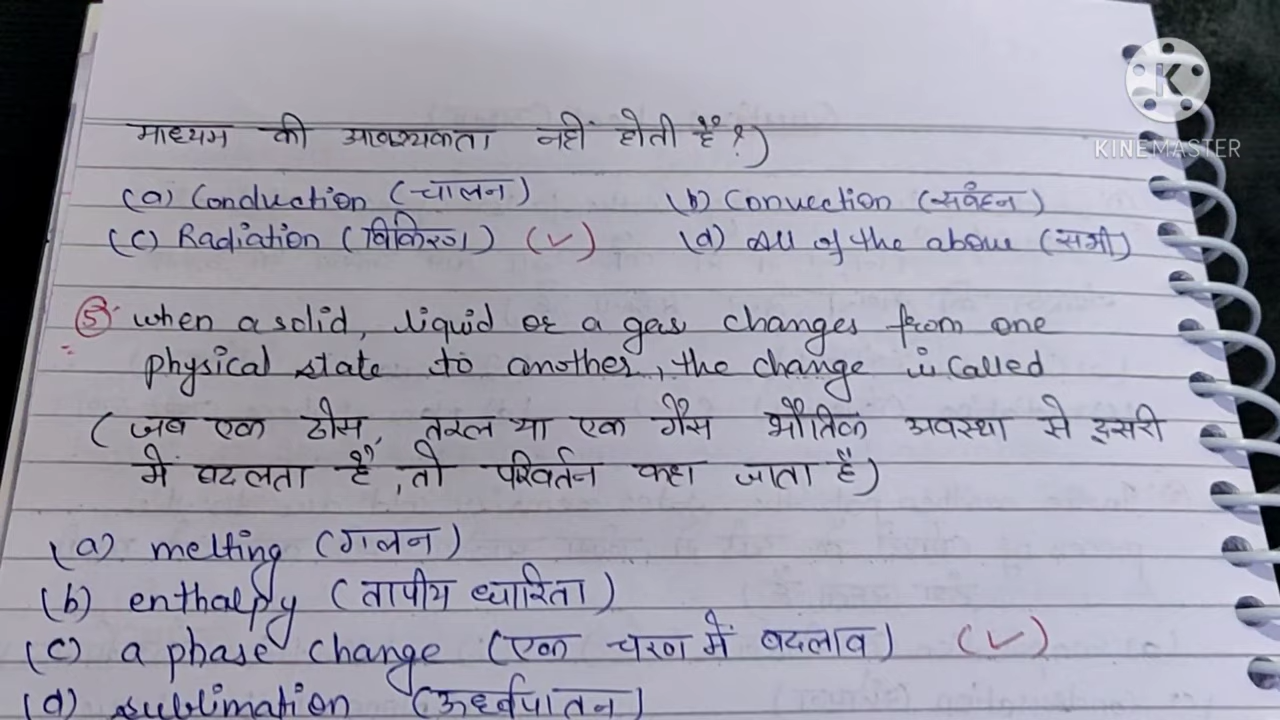 माध्यम की आवश्यकता नहीं होती है ?)
KINEMASTER
(a) Conduction (चालन) (b) Convection (संवहन)
(c) Radiation (विकिरण) (✓) (d) All of the above (सभी)
(5) when a solid, liquid or a gas changes from one
physical state to another, the change is called
(जब एक ठोस, तरल या एक गैस भौतिक अवस्था से दूसरी
में बदलता है, तो परिवर्तन कहा जाता है)
(a) melting (गलन)
(b) enthalpy (तापीय ध्यारिता)
(c) a phase change (एक चरण में बदलाव) (✓)
(d) sublimation (ऊर्ध्वपातन)